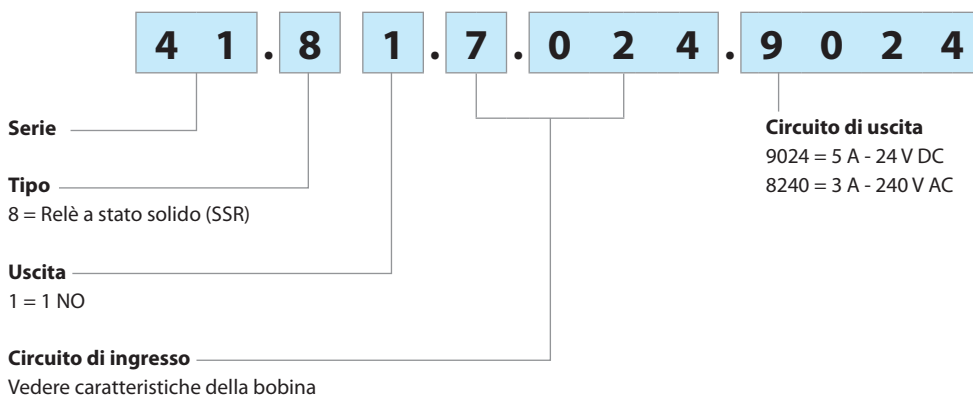 4 1 . 8 1 . 7 . 0 2 4 . 9 0 2 4
Serie
Tipo
8 = Relè a stato solido (SSR)
Uscita
1 = 1 NO
Circuito di ingresso
Vedere caratteristiche della bobina
Circuito di uscita
9024 = 5 A - 24 V DC
8240 = 3 A - 240 V AC